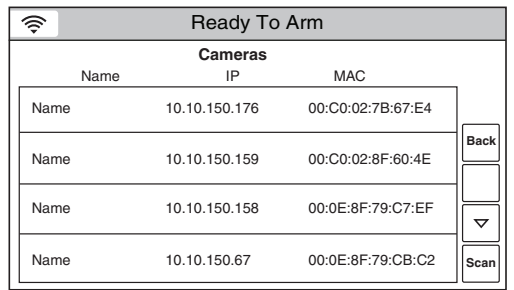 Ready To Arm
Cameras
Name IP MAC
Name 10.10.150.176 00:C0:02:7B:67:E4
Name 10.10.150.159 00:C0:02:8F:60:4E
Name 10.10.150.158 00:0E:8F:79:C7:EF
Name 10.10.150.67 00:0E:8F:79:CB:C2
Back
Scan